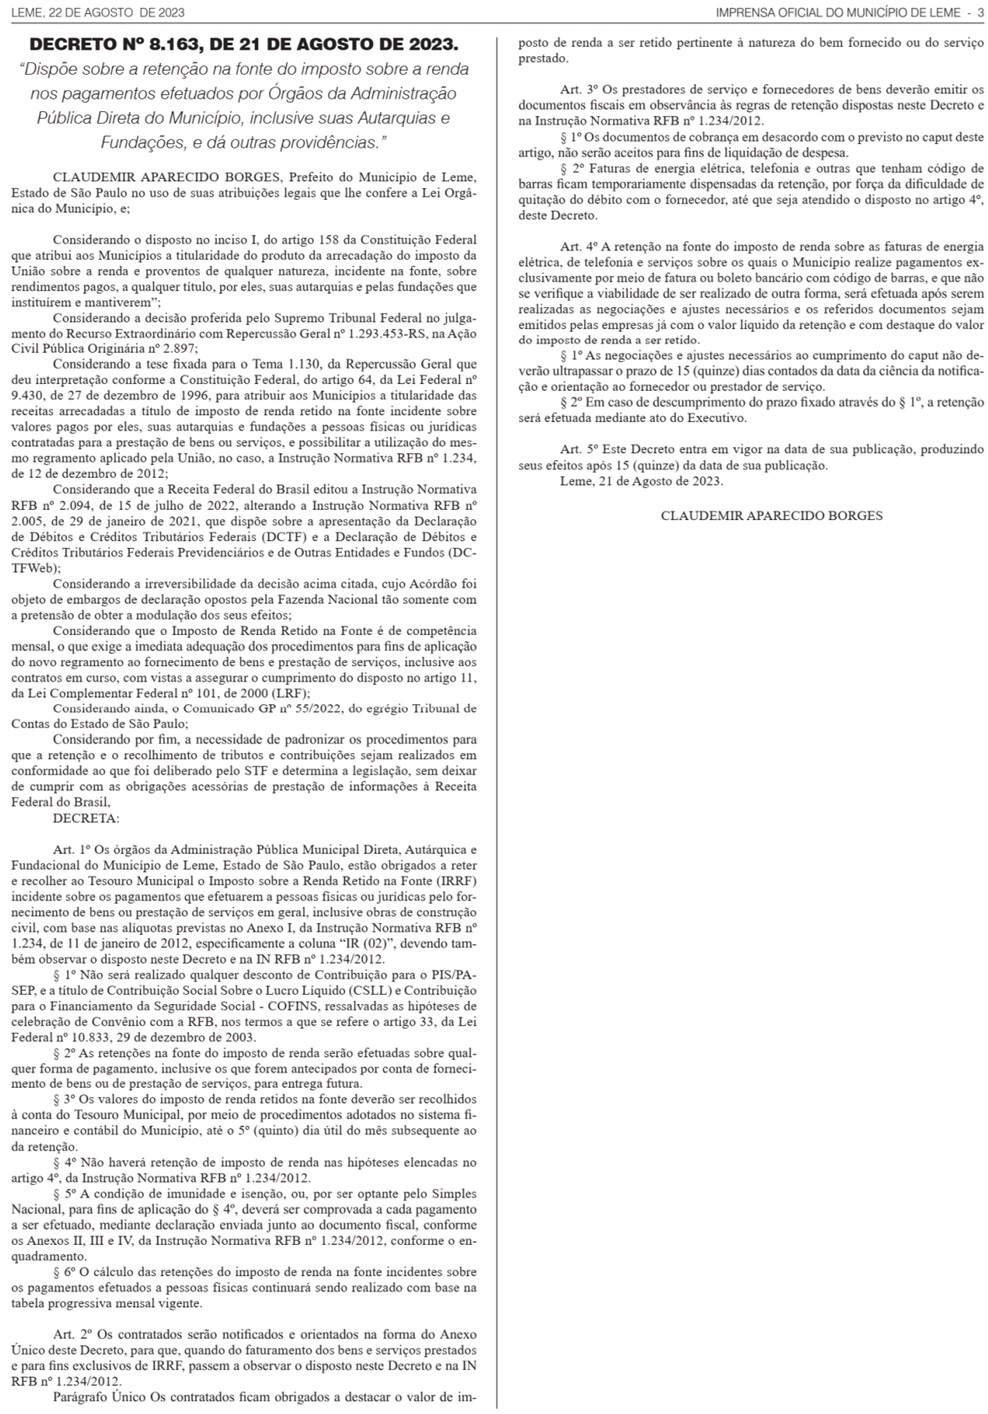 LEME, 22 DE AGOSTO DE 2023
IMPRENSA OFICIAL DO MUNICÍPIO DE LEME - 3
DECRETO Nº 8.163, DE 21 DE AGOSTO DE 2023.
“Dispõe sobre a retenção na fonte do imposto sobre a renda
nos pagamentos efetuados por Órgãos da Administração
Pública Direta do Município, inclusive suas Autarquias e
Fundações, e dá outras providências.”
CLAUDEMIR APARECIDO BORGES, Prefeito do Município de Leme,
Estado de São Paulo no uso de suas atribuições legais que lhe confere a Lei Orgâ-
nica do Município, e;
Considerando o disposto no inciso I, do artigo 158 da Constituição Federal
que atribui aos Municípios a titularidade do produto da arrecadação do imposto da
União sobre a renda e proventos de qualquer natureza, incidente na fonte, sobre
rendimentos pagos, a qualquer título, por eles, suas autarquias e pelas fundações que
instituírem e mantiverem”;
Considerando a decisão proferida pelo Supremo Tribunal Federal no julga-
mento do Recurso Extraordinário com Repercussão Geral nº 1.293.453-RS, na Ação
Civil Pública Originária nº 2.897;
Considerando a tese fixada para o Tema 1.130, da Repercussão Geral que
deu interpretação conforme a Constituição Federal, do artigo 64, da Lei Federal nº
9.430, de 27 de dezembro de 1996, para atribuir aos Municípios a titularidade das
receitas arrecadadas a título de imposto de renda retido na fonte incidente sobre
valores pagos por eles, suas autarquias e fundações a pessoas físicas ou jurídicas
contratadas para a prestação de bens ou serviços, e possibilitar a utilização do mes-
mo regramento aplicado pela União, no caso, a Instrução Normativa RFB nº 1.234,
de 12 de dezembro de 2012;
Considerando que a Receita Federal do Brasil editou a Instrução Normativa
RFB nº 2.094, de 15 de julho de 2022, alterando a Instrução Normativa RFB nº
2.005, de 29 de janeiro de 2021, que dispõe sobre a apresentação da Declaração
de Débitos e Créditos Tributários Federais (DCTF) e a Declaração de Débitos e
Créditos Tributários Federais Previdenciários e de Outras Entidades e Fundos (DC-
TFWeb);
Considerando a irreversibilidade da decisão acima citada, cujo Acórdão foi
objeto de embargos de declaração opostos pela Fazenda Nacional tão somente com
a pretensão de obter a modulação dos seus efeitos;
Considerando que o Imposto de Renda Retido na Fonte é de competência
mensal, o que exige a imediata adequação dos procedimentos para fins de aplicação
do novo regramento ao fornecimento de bens e prestação de serviços, inclusive aos
contratos em curso, com vistas a assegurar o cumprimento do disposto no artigo 11,
da Lei Complementar Federal nº 101, de 2000 (LRF);
Considerando ainda, o Comunicado GP nº 55/2022, do egrégio Tribunal de
Contas do Estado de São Paulo;
Considerando por fim, a necessidade de padronizar os procedimentos para
que a retenção e o recolhimento de tributos e contribuições sejam realizados em
conformidade ao que foi deliberado pelo STF e determina a legislação, sem deixar
de cumprir com as obrigações acessórias de prestação de informações à Receita
Federal do Brasil,
DECRETA:
Art. 1º Os órgãos da Administração Pública Municipal Direta, Autárquica e
Fundacional do Município de Leme, Estado de São Paulo, estão obrigados a reter
e recolher ao Tesouro Municipal o Imposto sobre a Renda Retido na Fonte (IRRF)
incidente sobre os pagamentos que efetuarem a pessoas físicas ou jurídicas pelo for-
necimento de bens ou prestação de serviços em geral, inclusive obras de construção
civil, com base nas alíquotas previstas no Anexo I, da Instrução Normativa RFB nº
1.234, de 11 de janeiro de 2012, especificamente a coluna “IR (02)”, devendo tam-
bém observar o disposto neste Decreto e na IN RFB nº 1.234/2012.
§ 1º Não será realizado qualquer desconto de Contribuição para o PIS/PA-
SEP, e a título de Contribuição Social Sobre o Lucro Líquido (CSLL) e Contribuição
para o Financiamento da Seguridade Social - COFINS, ressalvadas as hipóteses de
celebração de Convênio com a RFB, nos termos a que se refere o artigo 33, da Lei
Federal nº 10.833, 29 de dezembro de 2003.
§ 2º As retenções na fonte do imposto de renda serão efetuadas sobre qual-
quer forma de pagamento, inclusive os que forem antecipados por conta de forneci-
mento de bens ou de prestação de serviços, para entrega futura.
§ 3º Os valores do imposto de renda retidos na fonte deverão ser recolhidos
à conta do Tesouro Municipal, por meio de procedimentos adotados no sistema fi-
nanceiro e contábil do Município, até o 5º (quinto) dia útil do mês subsequente ao
da retenção.
§ 4º Não haverá retenção de imposto de renda nas hipóteses elencadas no
artigo 4º, da Instrução Normativa RFB nº 1.234/2012.
§ 5º A condição de imunidade e isenção, ou, por ser optante pelo Simples
Nacional, para fins de aplicação do § 4º, deverá ser comprovada a cada pagamento
a ser efetuado, mediante declaração enviada junto ao documento fiscal, conforme
os Anexos II, III e IV, da Instrução Normativa RFB nº 1.234/2012, conforme o en-
quadramento.
§ 6º O cálculo das retenções do imposto de renda na fonte incidentes sobre
os pagamentos efetuados a pessoas físicas continuará sendo realizado com base na
tabela progressiva mensal vigente.
Art. 2º Os contratados serão notificados e orientados na forma do Anexo
Único deste Decreto, para que, quando do faturamento dos bens e serviços prestados
e para fins exclusivos de IRRF, passem a observar o disposto neste Decreto e na IN
RFB nº 1.234/2012.
Parágrafo Único Os contratados ficam obrigados a destacar o valor de im-
posto de renda a ser retido pertinente à natureza do bem fornecido ou do serviço
prestado.
Art. 3º Os prestadores de serviço e fornecedores de bens deverão emitir os
documentos fiscais em observância às regras de retenção dispostas neste Decreto e
na Instrução Normativa RFB nº 1.234/2012.
§ 1º Os documentos de cobrança em desacordo com o previsto no caput deste
artigo, não serão aceitos para fins de liquidação de despesa.
§ 2º Faturas de energia elétrica, telefonia e outras que tenham código de
barras ficam temporariamente dispensadas da retenção, por força da dificuldade de
quitação do débito com o fornecedor, até que seja atendido o disposto no artigo 4º,
deste Decreto.
Art. 4º A retenção na fonte do imposto de renda sobre as faturas de energia
elétrica, de telefonia e serviços sobre os quais o Município realize pagamentos ex-
clusivamente por meio de fatura ou boleto bancário com código de barras, e que não
se verifique a viabilidade de ser realizado de outra forma, será efetuada após serem
realizadas as negociações e ajustes necessários e os referidos documentos sejam
emitidos pelas empresas já com o valor líquido da retenção e com destaque do valor
do imposto de renda a ser retido.
§ 1º As negociações e ajustes necessários ao cumprimento do caput não de-
verão ultrapassar o prazo de 15 (quinze) dias contados da data da ciência da notifica-
ção e orientação ao fornecedor ou prestador de serviço.
§ 2º Em caso de descumprimento do prazo fixado através do § 1º, a retenção
será efetuada mediante ato do Executivo.
Art. 5º Este Decreto entra em vigor na data de sua publicação, produzindo
seus efeitos após 15 (quinze) da data de sua publicação.
Leme, 21 de Agosto de 2023.
CLAUDEMIR APARECIDO BORGES